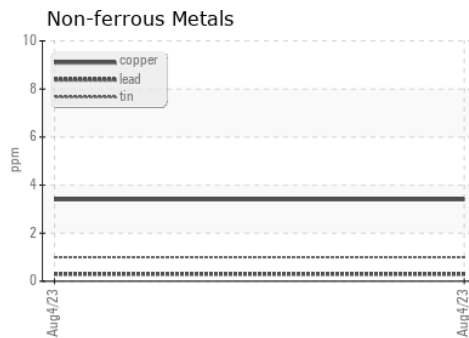 Non-ferrous Metals
10
copper
lead
tin
8
6
ppm
4
2
0
Aug4/23
Aug4/23